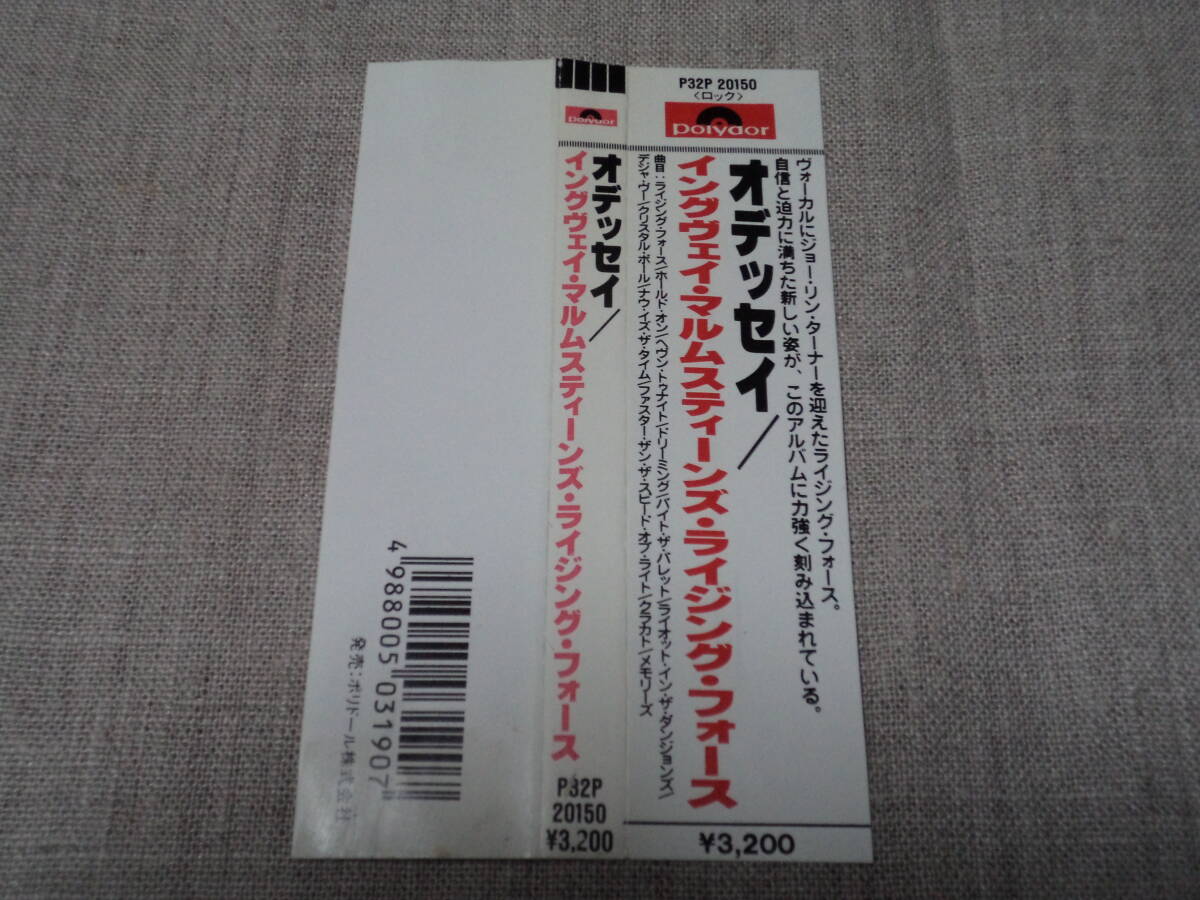 P32P 20150
〈ロック〉
polydor
ヴォーカルにジョー・リン・ターナーを迎えたライジング・フォース。
自信と迫力に満ちた新しい姿が、このアルバムに力強く刻み込まれている。
オデッセイ/
イングヴェイ・マルムスティーンズ・ライジング・フォース
曲目:ライジング・フォース/ホールド・オン/ヘヴン・トゥナイト/ドリーミング/バイト・ザ・バレット/ライオット・イン・ザ・ダンジョンズ/
デジャ・ヴー/クリスタル・ボール/ナウ・イズ・ザ・タイム/ファスター・ザン・ザ・スピード・オブ・ライト/クラカト/メモリーズ
¥3,200
polydor
オデッセイ/
イングヴェイ・マルムスティーンズ・ライジング・フォース
P32P
20150
¥3,200
4988005031907
発売:ポリドール株式会社